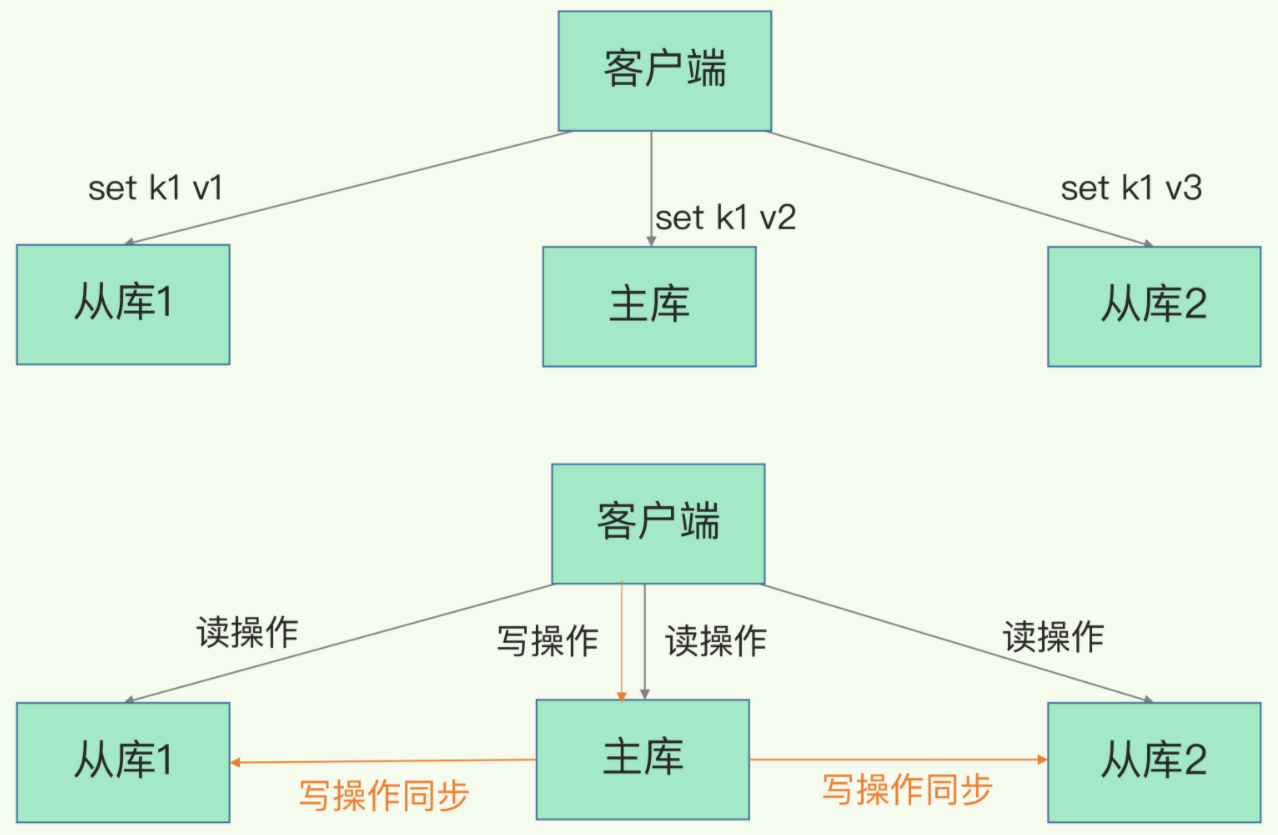 客户端
set k1 v1
set k1 v2
set k1 v3
从库1
主库
从库2
客户端
读操作
写操作
读操作
读操作
从库1
主库
从库2
写操作同步
写操作同步